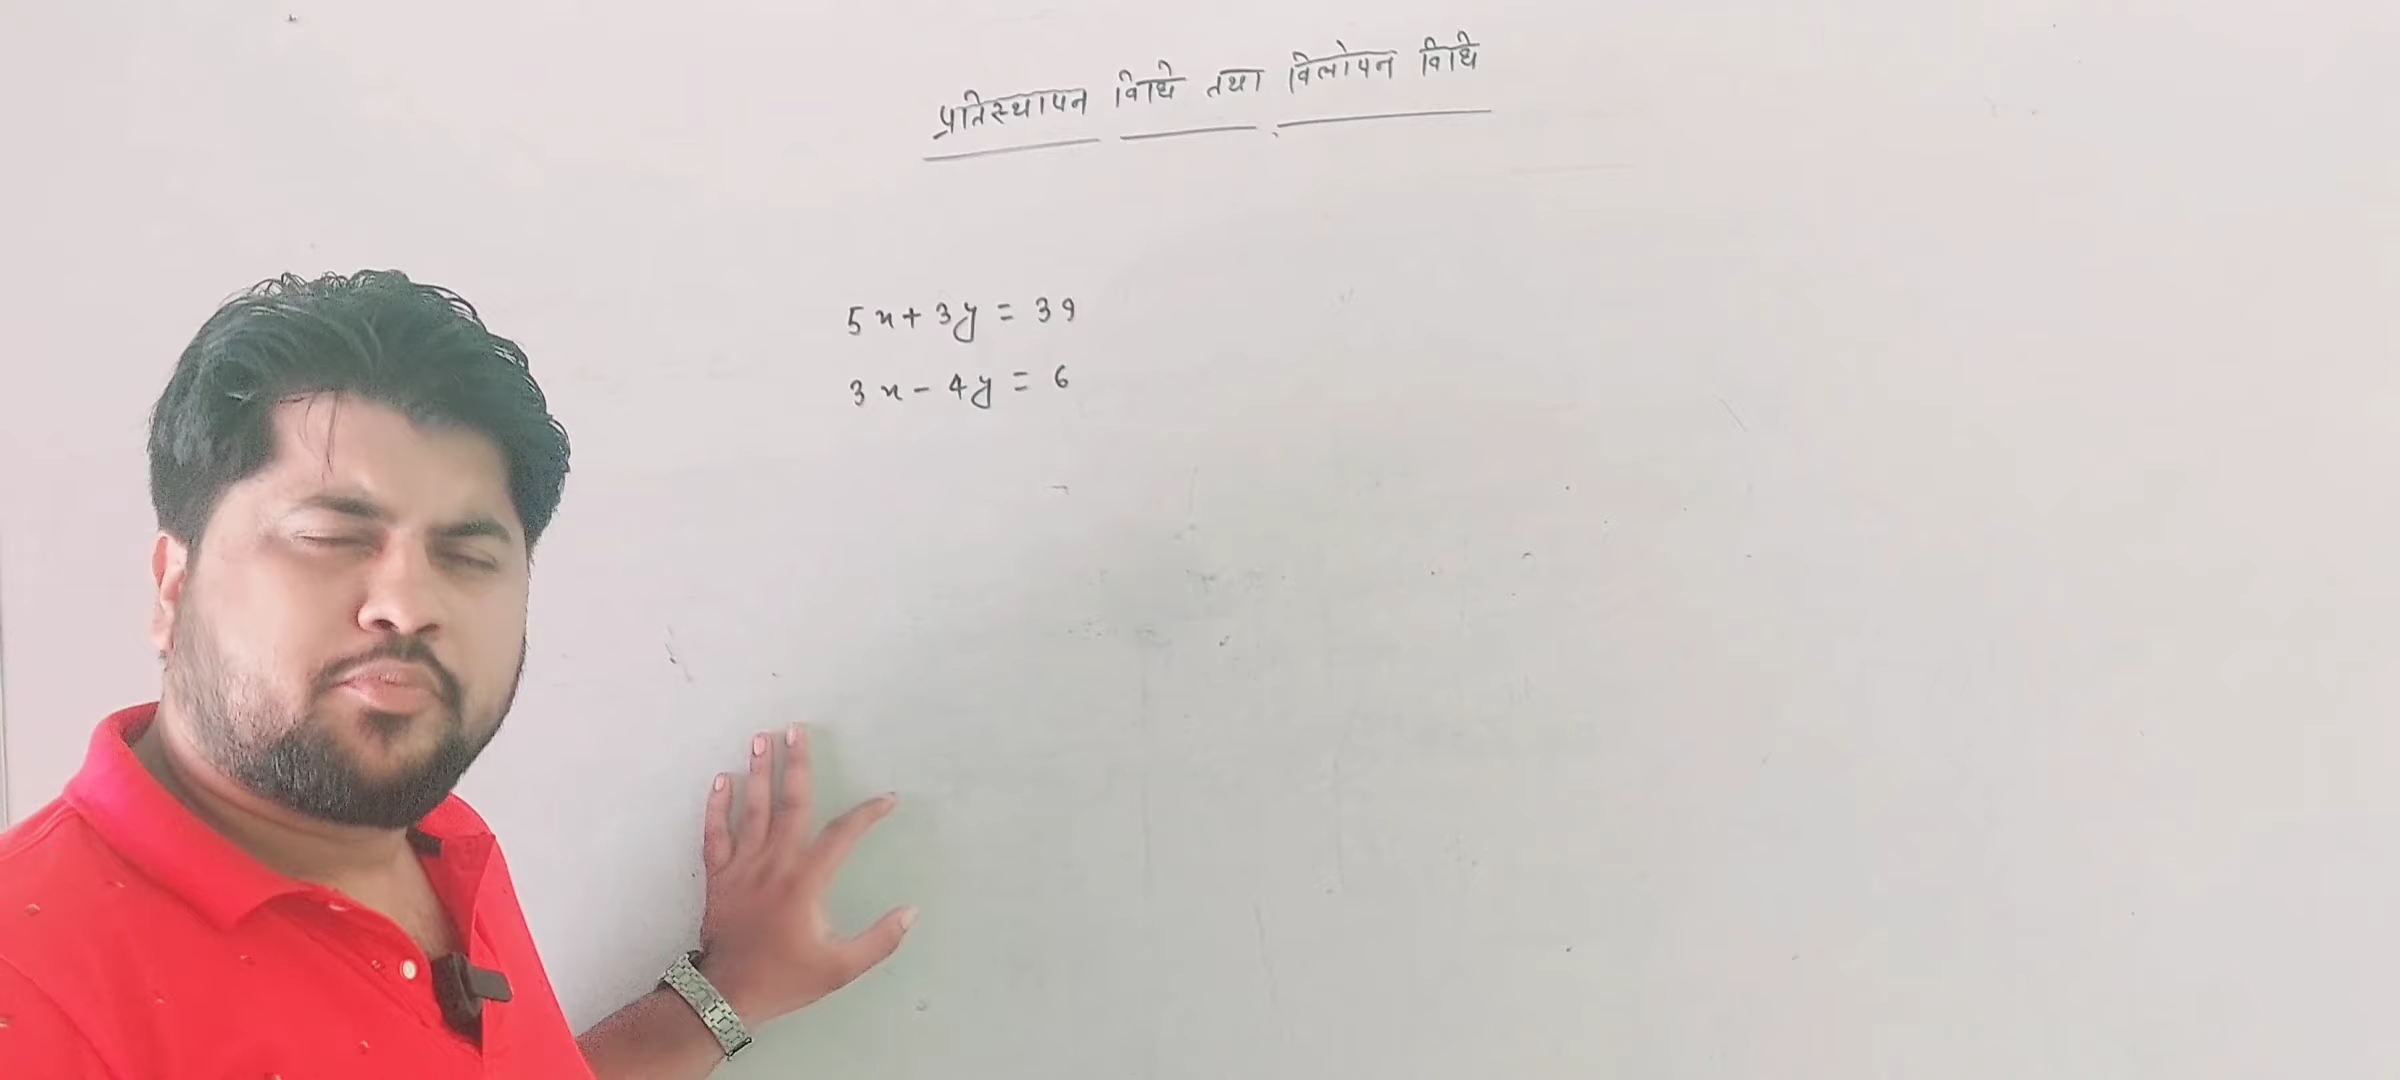 प्रतिस्थापन विधि तथा विलोपन विधि
5x + 3y = 39
3x - 4y = 6